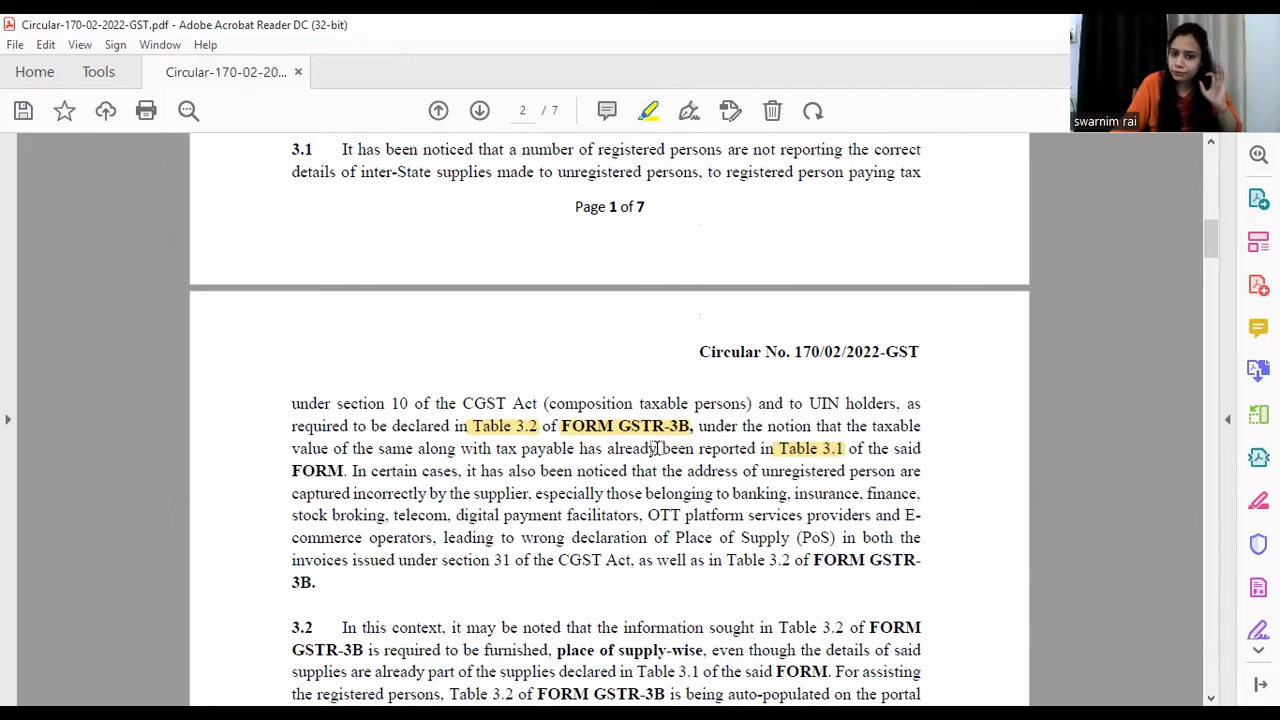 Circular-170-02-2022-GST.pdf - Adobe Acrobat Reader DC (32-bit)
File Edit View Sign Window Help
Home Tools Circular-170-02-20... ×
2 / 7
swarnim rai
3.1 It has been noticed that a number of registered persons are not reporting the correct
details of inter-State supplies made to unregistered persons, to registered person paying tax
Page 1 of 7
Circular No. 170/02/2022-GST
under section 10 of the CGST Act (composition taxable persons) and to UIN holders, as
required to be declared in Table 3.2 of FORM GSTR-3B, under the notion that the taxable
value of the same along with tax payable has already been reported in Table 3.1 of the said
FORM. In certain cases, it has also been noticed that the address of unregistered person are
captured incorrectly by the supplier, especially those belonging to banking, insurance, finance,
stock broking, telecom, digital payment facilitators, OTT platform services providers and E-
commerce operators, leading to wrong declaration of Place of Supply (PoS) in both the
invoices issued under section 31 of the CGST Act, as well as in Table 3.2 of FORM GSTR-
3B.
3.2 In this context, it may be noted that the information sought in Table 3.2 of FORM
GSTR-3B is required to be furnished, place of supply-wise, even though the details of said
supplies are already part of the supplies declared in Table 3.1 of the said FORM. For assisting
the registered persons, Table 3.2 of FORM GSTR-3B is being auto-populated on the portal